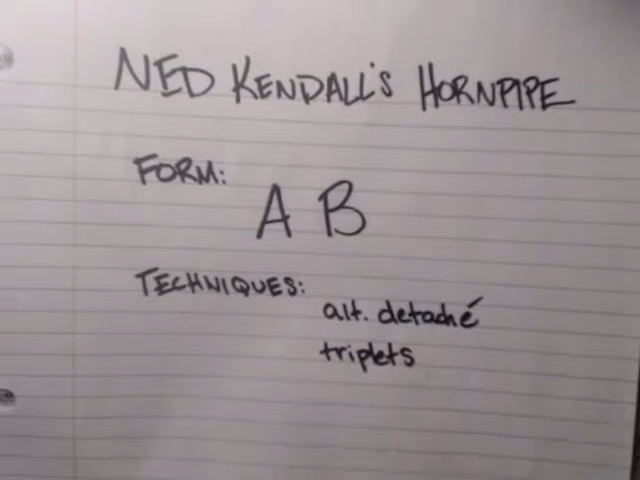 NED KENDALL'S HORNPIPE
FORM:
A B
TECHNIQUES:
alt. detaché
triplets